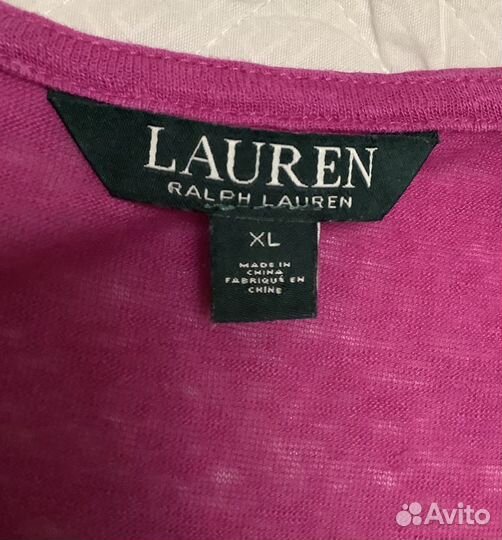 LAUREN
RALPH LAUREN
XL
MADE IN
CHINA
FABRIQUÉ EN
CHINE
Avito